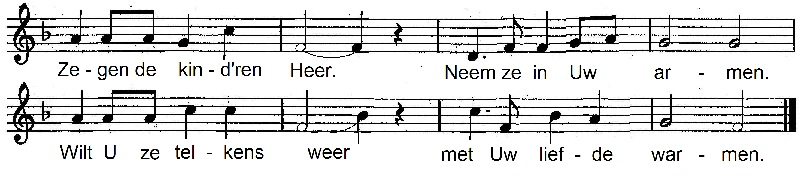 Ze - gen de kin - d'ren Heer. Neem ze in Uw ar - men.
Wilt U ze tel - kens weer met Uw lief - de war - men.